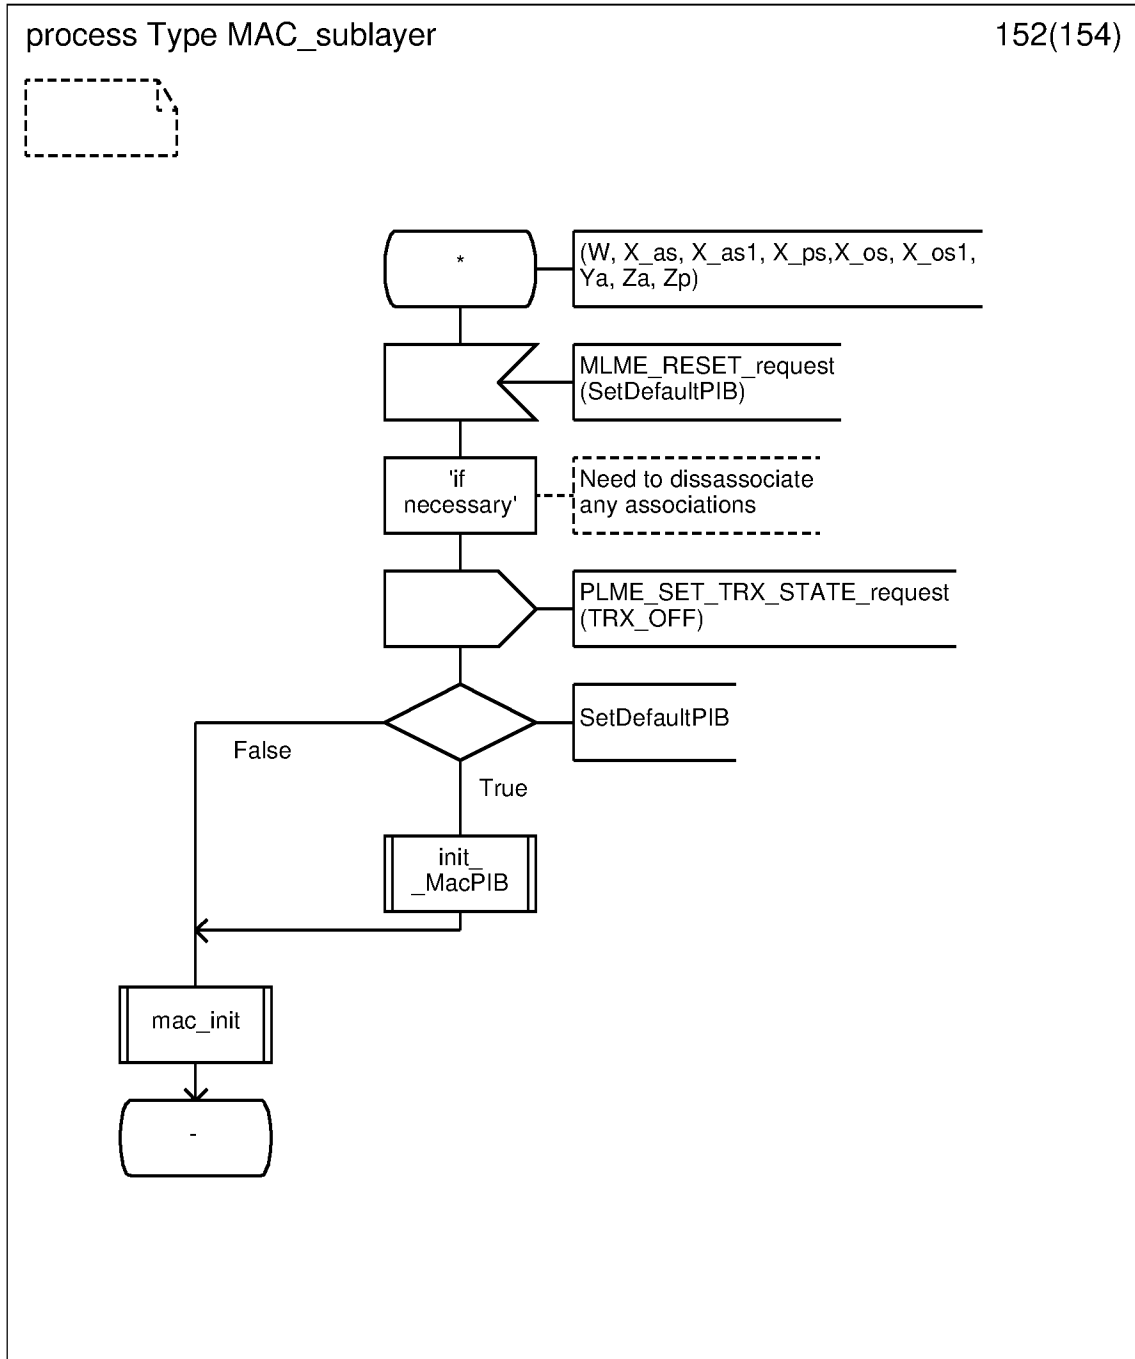 process Type MAC_sublayer
152(154)
*
(W, X_as, X_as1, X_ps,X_os, X_os1,
Ya, Za, Zp)
MLME_RESET_request
(SetDefaultPIB)
'if
necessary'
Need to dissassociate
any associations
PLME_SET_TRX_STATE_request
(TRX_OFF)
SetDefaultPIB
False
True
init_
_MacPIB
mac_init
-